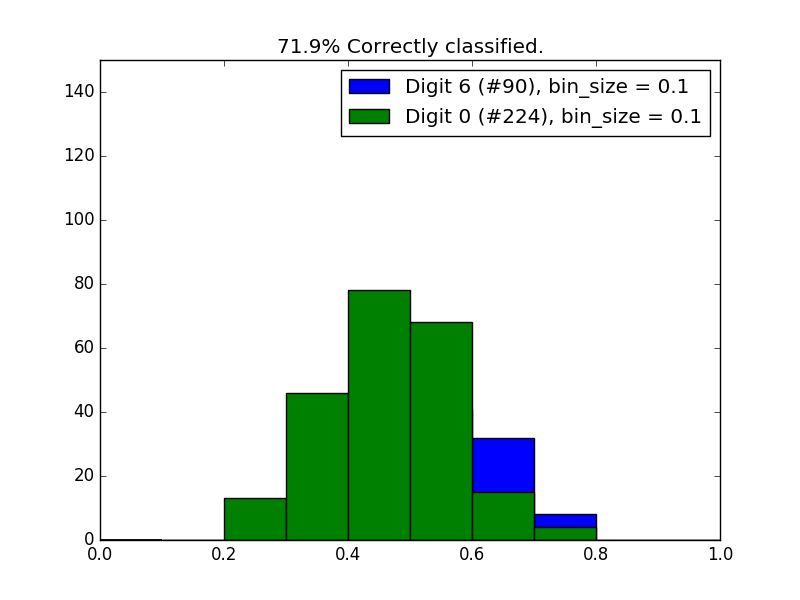 71.9% Correctly classified.
Digit 6 (#90), bin_size = 0.1
Digit 0 (#224), bin_size = 0.1
140
120
100
80
60
40
20
0
0.0 0.2 0.4 0.6 0.8 1.0